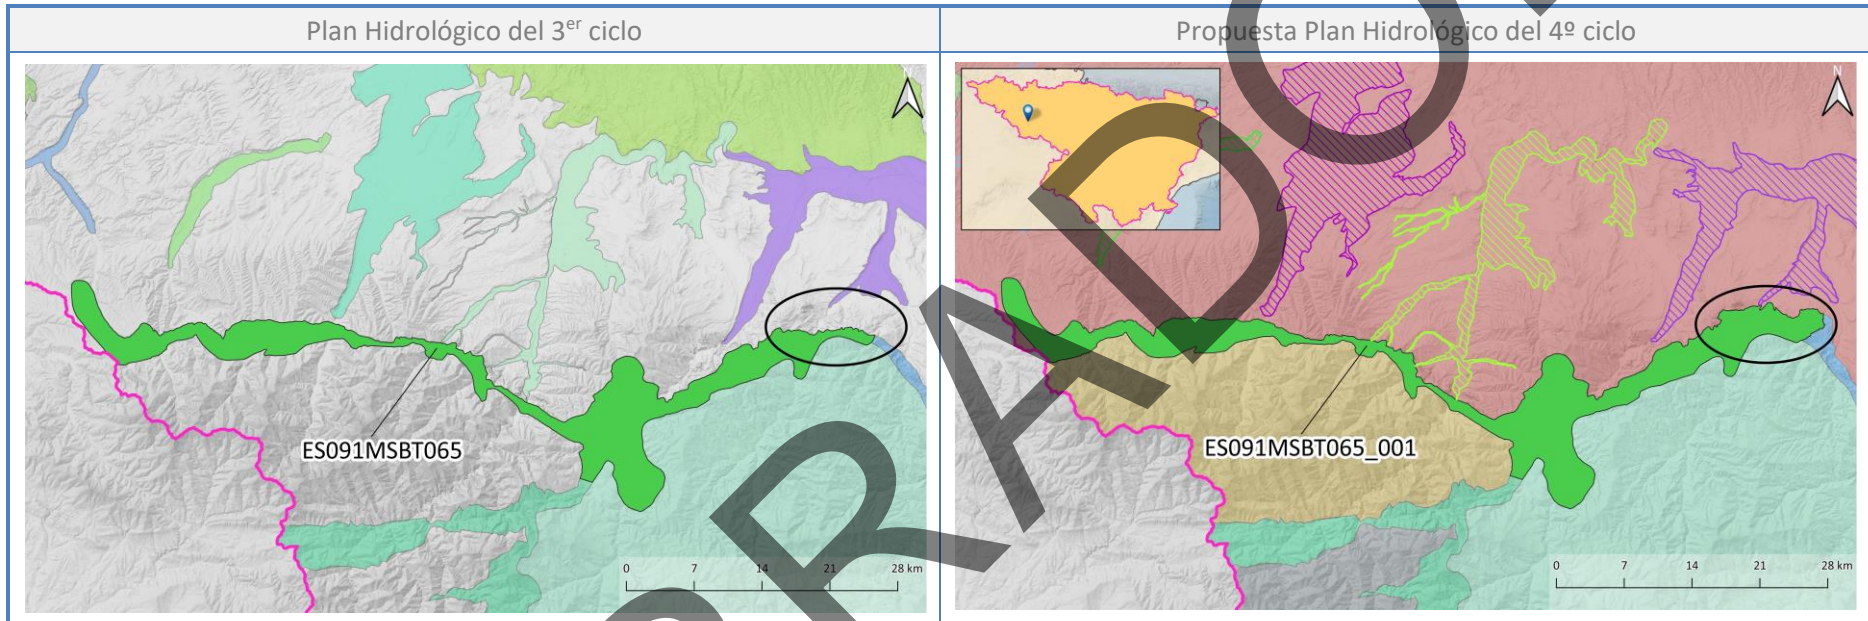 Plan Hidrológico del 3er ciclo
Propuesta Plan Hidrológico del 4º ciclo
N
ES091MSBT065
0 7 14 21 28 km
ES091MSBT065_001
0 7 14 21 28 km